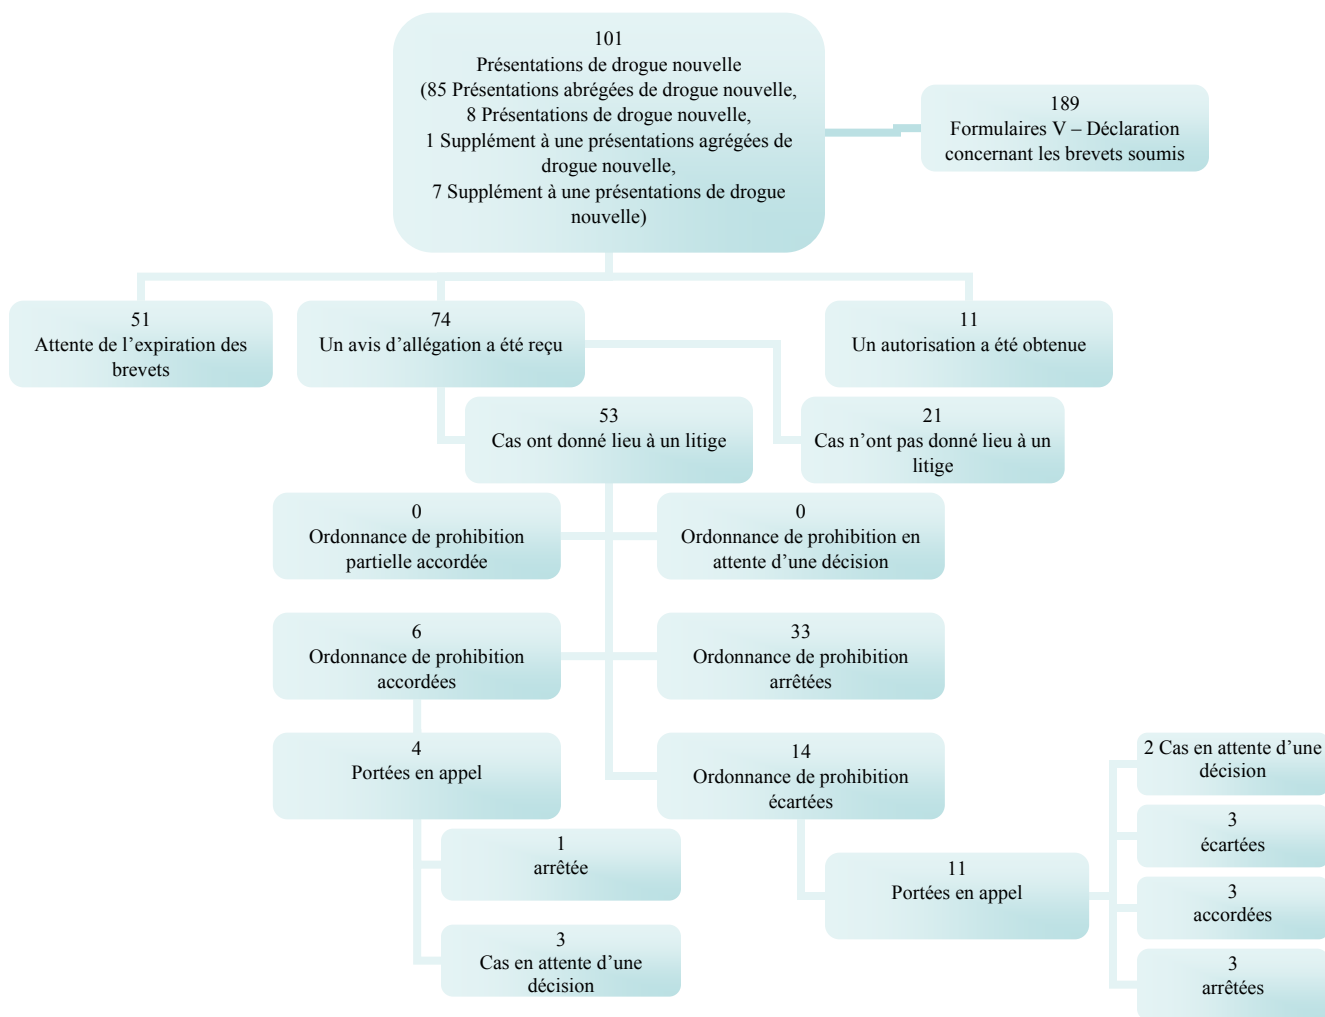 101
Présentations de drogue nouvelle
(85 Présentations abrégées de drogue nouvelle,
8 Présentations de drogue nouvelle,
1 Supplément à une présentations agrégées de
drogue nouvelle,
7 Supplément à une présentations de drogue
nouvelle)
189
Formulaires V – Déclaration
concernant les brevets soumis
51
Attente de l’expiration des
brevets
74
Un avis d’allégation a été reçu
11
Un autorisation a été obtenue
53
Cas ont donné lieu à un litige
21
Cas n’ont pas donné lieu à un
litige
0
Ordonnance de prohibition
partielle accordée
0
Ordonnance de prohibition en
attente d’une décision
6
Ordonnance de prohibition
accordées
33
Ordonnance de prohibition
arrêtées
4
Portées en appel
14
Ordonnance de prohibition
écartées
1
arrêtée
3
Cas en attente d’une
décision
11
Portées en appel
2 Cas en attente d’une
décision
3
écartées
3
accordées
3
arrêtées